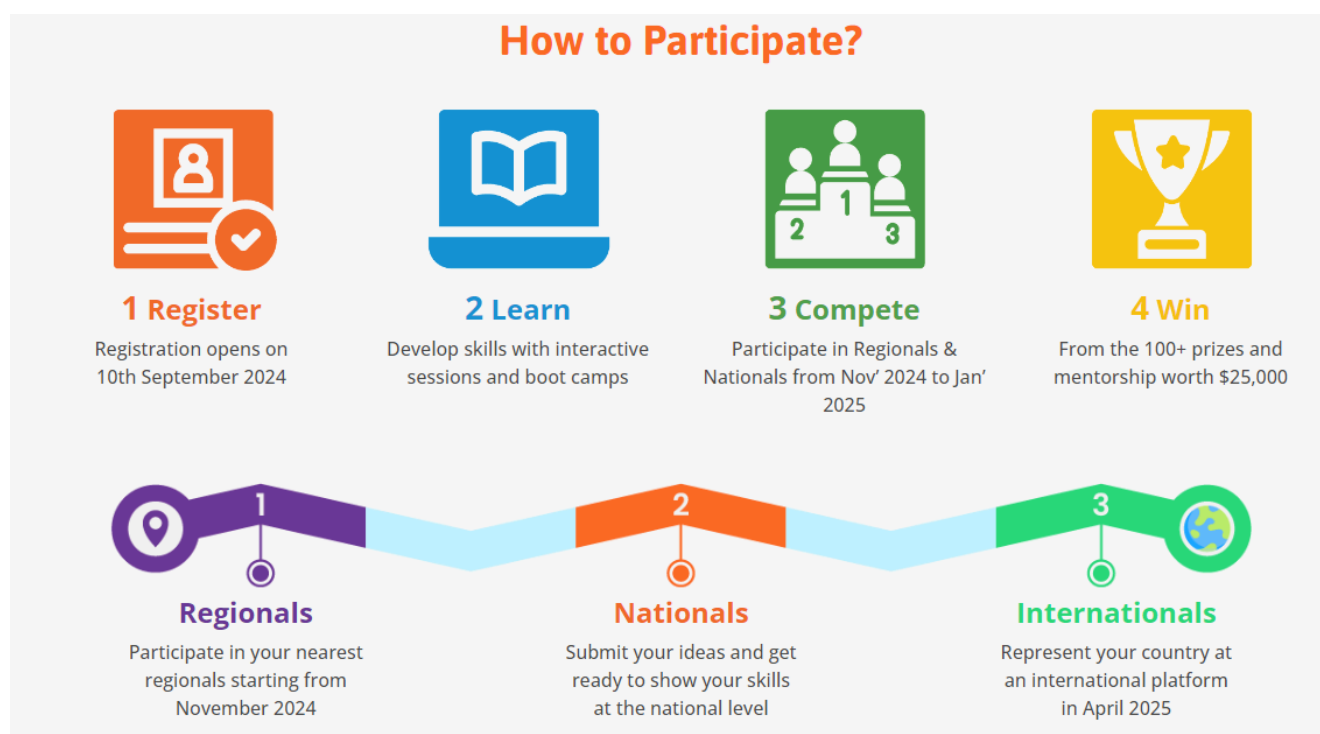 How to Participate?
2
1
3
1 Register
2 Learn
3 Compete
4 Win
Registration opens on
10th September 2024
Develop skills with interactive
sessions and boot camps
Participate in Regionals &
Nationals from Nov’ 2024 to Jan’
2025
From the 100+ prizes and
mentorship worth $25,000
1
2
3
Regionals
Participate in your nearest
regionals starting from
November 2024
Nationals
Submit your ideas and get
ready to show your skills
at the national level
Internationals
Represent your country at
an international platform
in April 2025